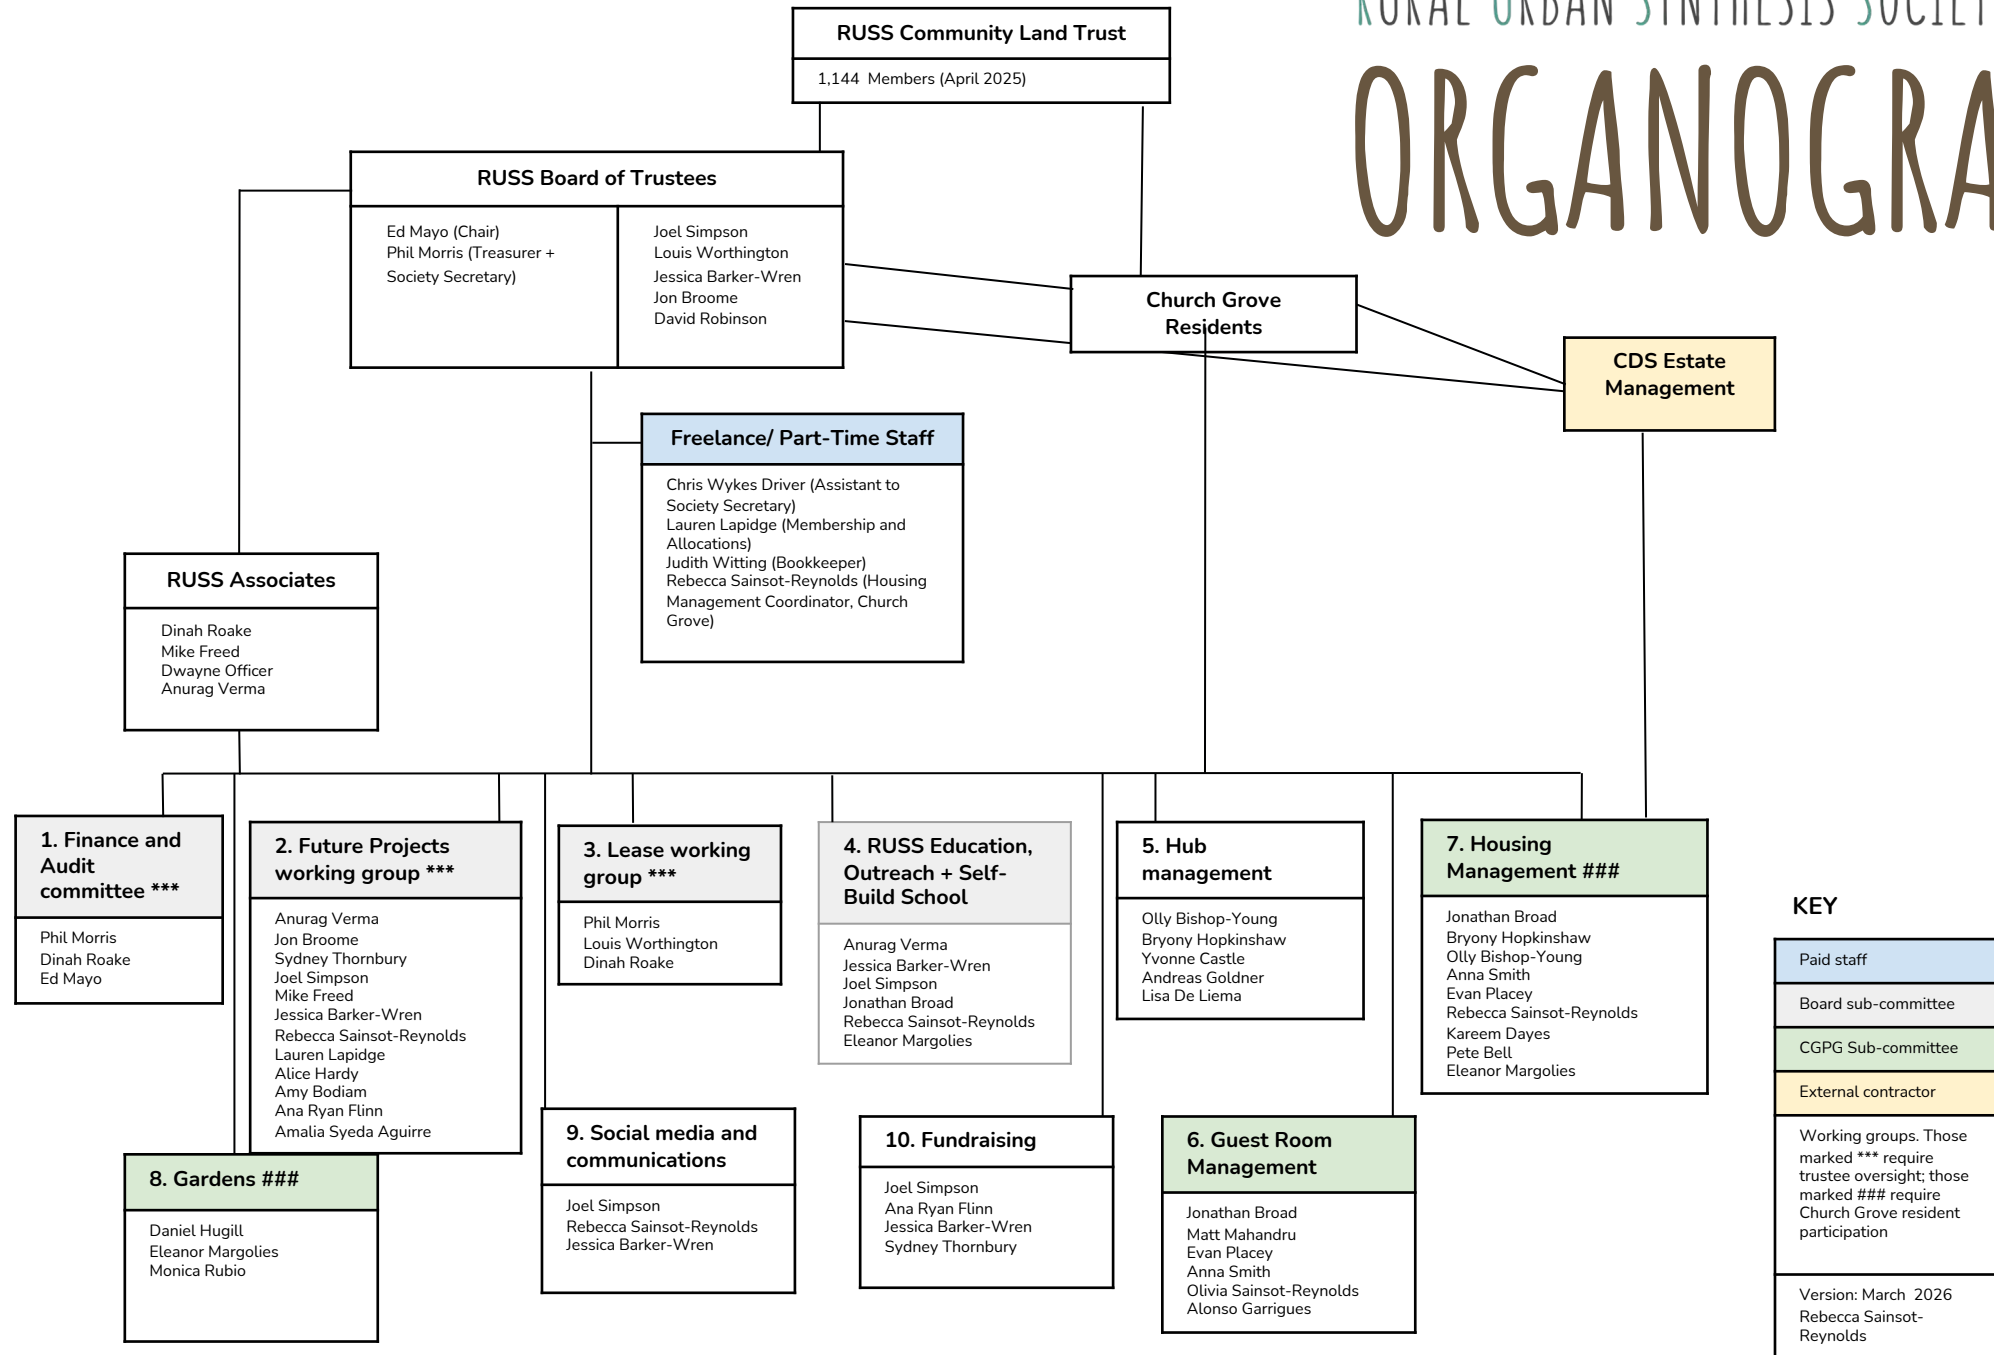 RURAL URBAN SYNTHESIS SOCIET
ORGANOGRA
RUSS Community Land Trust
1,144 Members (April 2025)
RUSS Board of Trustees
Ed Mayo (Chair)
Phil Morris (Treasurer +
Society Secretary)
Joel Simpson
Louis Worthington
Jessica Barker-Wren
Jon Broome
David Robinson
Church Grove
Residents
CDS Estate
Management
Freelance/ Part-Time Staff
Chris Wykes Driver (Assistant to
Society Secretary)
Lauren Lapidge (Membership and
Allocations)
Judith Witting (Bookkeeper)
Rebecca Sainsot-Reynolds (Housing
Management Coordinator, Church
Grove)
RUSS Associates
Dinah Roake
Mike Freed
Dwayne Officer
Anurag Verma
1. Finance and
Audit
committee ***
Phil Morris
Dinah Roake
Ed Mayo
2. Future Projects
working group ***
Anurag Verma
Jon Broome
Sydney Thornbury
Joel Simpson
Mike Freed
Jessica Barker-Wren
Rebecca Sainsot-Reynolds
Lauren Lapidge
Alice Hardy
Amy Bodiam
Ana Ryan Flinn
Amalia Syeda Aguirre
3. Lease working
group ***
Phil Morris
Louis Worthington
Dinah Roake
4. RUSS Education,
Outreach + Self-
Build School
Anurag Verma
Jessica Barker-Wren
Joel Simpson
Jonathan Broad
Rebecca Sainsot-Reynolds
Eleanor Margolies
5. Hub
management
Olly Bishop-Young
Bryony Hopkinshaw
Yvonne Castle
Andreas Goldner
Lisa De Liema
7. Housing
Management ###
Jonathan Broad
Bryony Hopkinshaw
Olly Bishop-Young
Anna Smith
Evan Placey
Rebecca Sainsot-Reynolds
Kareem Dayes
Pete Bell
Eleanor Margolies
8. Gardens ###
Daniel Hugill
Eleanor Margolies
Monica Rubio
9. Social media and
communications
Joel Simpson
Rebecca Sainsot-Reynolds
Jessica Barker-Wren
10. Fundraising
Joel Simpson
Ana Ryan Flinn
Jessica Barker-Wren
Sydney Thornbury
6. Guest Room
Management
Jonathan Broad
Matt Mahandru
Evan Placey
Anna Smith
Olivia Sainsot-Reynolds
Alonso Garrigues
KEY
Paid staff
Board sub-committee
CGPG Sub-committee
External contractor
Working groups. Those
marked *** require
trustee oversight; those
marked ### require
Church Grove resident
participation
Version: March 2026
Rebecca Sainsot-
Reynolds